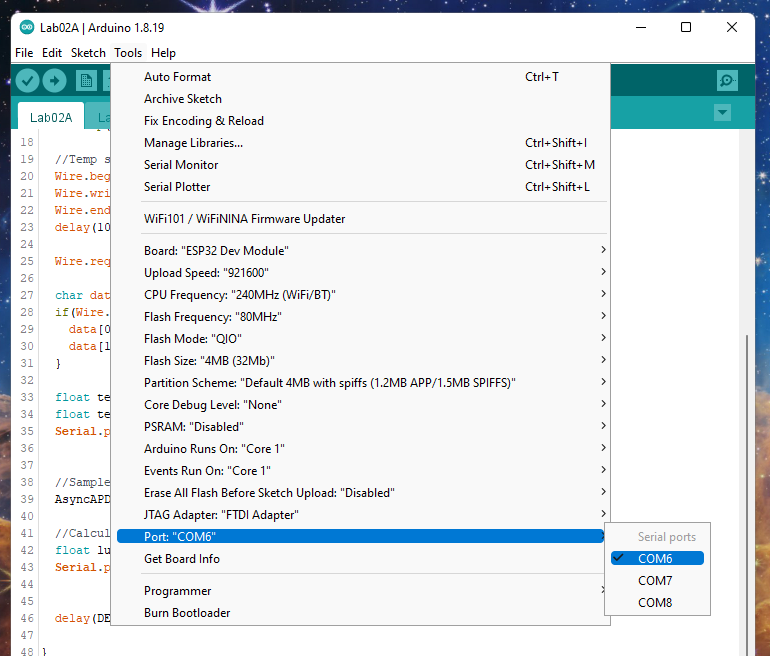 Lab02A | Arduino 1.8.19
File Edit Sketch Tools Help
Lab02A La
Auto Format Ctrl+T
Archive Sketch
Fix Encoding & Reload
Manage Libraries... Ctrl+Shift+I
Serial Monitor Ctrl+Shift+M
Serial Plotter Ctrl+Shift+L
WiFi101 / WiFiNINA Firmware Updater
Board: "ESP32 Dev Module"
Upload Speed: "921600"
CPU Frequency: "240MHz (WiFi/BT)"
Flash Frequency: "80MHz"
Flash Mode: "QIO"
Flash Size: "4MB (32Mb)"
Partition Scheme: "Default 4MB with spiffs (1.2MB APP/1.5MB SPIFFS)"
Core Debug Level: "None"
PSRAM: "Disabled"
Arduino Runs On: "Core 1"
Events Run On: "Core 1"
Erase All Flash Before Sketch Upload: "Disabled"
JTAG Adapter: "FTDI Adapter"
Port: "COM6"
Get Board Info
Programmer
Burn Bootloader
Serial ports
COM6
COM7
COM8
18
19 //Temp s
20 Wire.beg
21 Wire.wri
22 Wire.end
23 delay(10
24
25 Wire.req
26
27 char dat
28 if(Wire.
29 data[0
30 data[1
31 }
32
33 float te
34 float te
35 Serial.p
36
37
38 //Sample
39 AsyncAPD
40
41 //Calcul
42 float lu
43 Serial.p
44
45
46 delay(DE
47
48 }